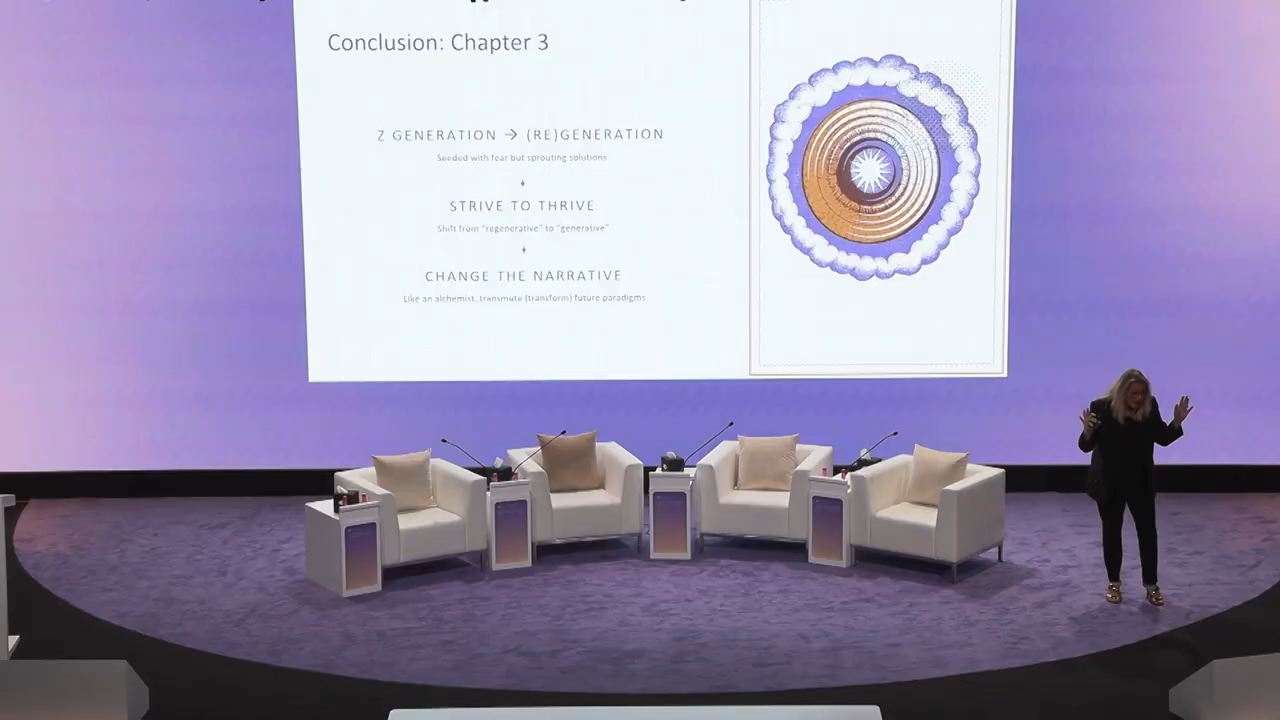 Conclusion: Chapter 3
Z GENERATION → (RE)GENERATION
Seeded with fear but sprouting solutions
STRIVE TO THRIVE
Shift from "regenerative" to "generative"
CHANGE THE NARRATIVE
Like an alchemist, transmute (transform) future paradigms